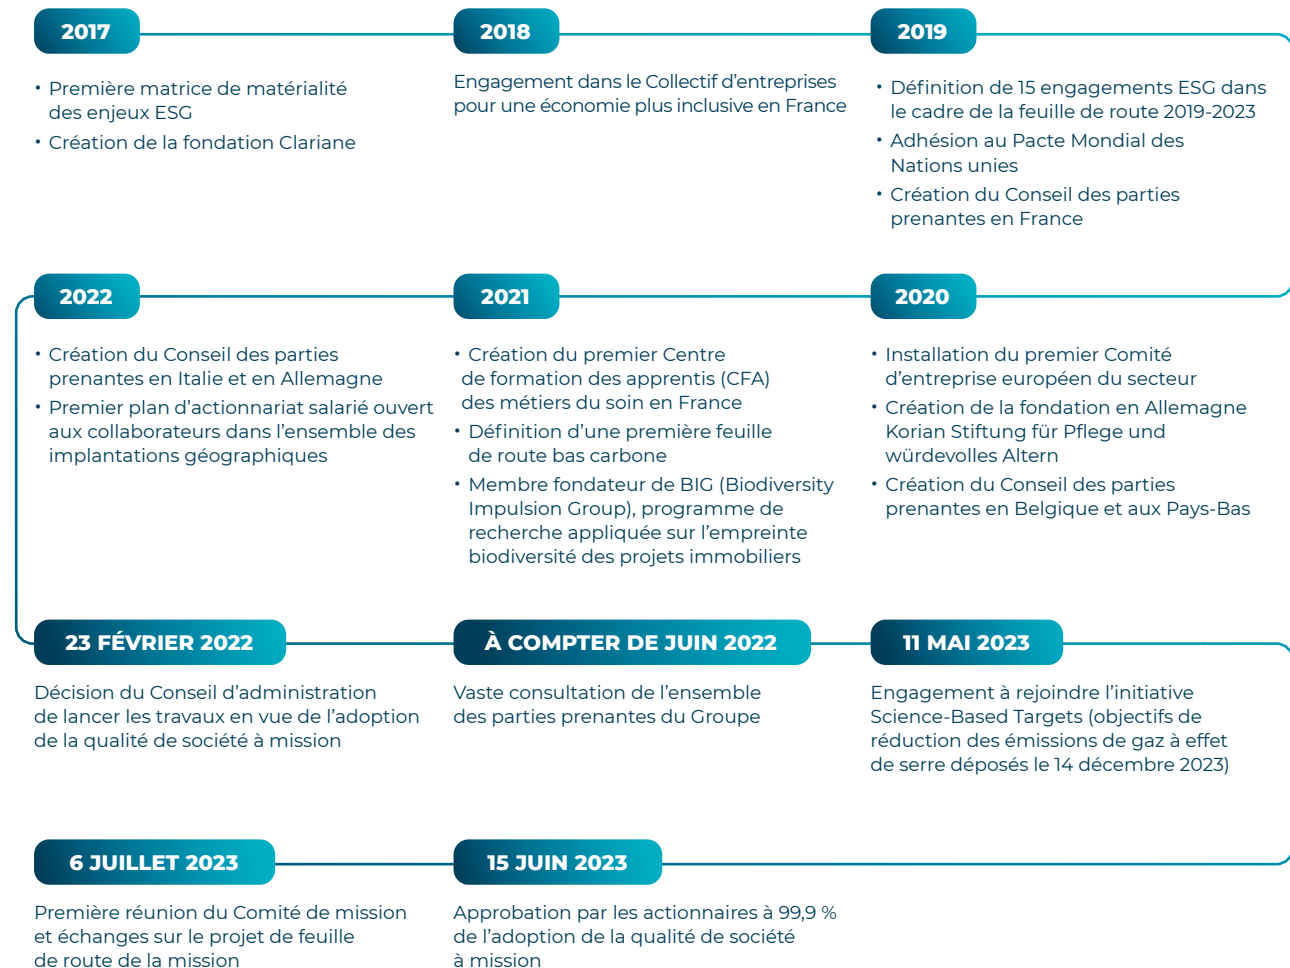 2017
• Première matrice de matérialité
des enjeux ESG
• Création de la fondation Clariane
2018
Engagement dans le Collectif d’entreprises
pour une économie plus inclusive en France
2019
• Définition de 15 engagements ESG dans
le cadre de la feuille de route 2019-2023
• Adhésion au Pacte Mondial des
Nations unies
• Création du Conseil des parties
prenantes en France
2020
• Installation du premier Comité
d’entreprise européen du secteur
• Création de la fondation en Allemagne
Korian Stiftung für Pflege und
würdevolles Altern
• Création du Conseil des parties
prenantes en Belgique et aux Pays-Bas
2021
• Création du premier Centre
de formation des apprentis (CFA)
des métiers du soin en France
• Définition d’une première feuille
de route bas carbone
• Membre fondateur de BIG (Biodiversity
Impulsion Group), programme de
recherche appliquée sur l’empreinte
biodiversité des projets immobiliers
2022
• Création du Conseil des parties
prenantes en Italie et en Allemagne
• Premier plan d’actionnariat salarié ouvert
aux collaborateurs dans l’ensemble des
implantations géographiques
23 FÉVRIER 2022
Décision du Conseil d’administration
de lancer les travaux en vue de l’adoption
de la qualité de société à mission
À COMPTER DE JUIN 2022
Vaste consultation de l’ensemble
des parties prenantes du Groupe
11 MAI 2023
Engagement à rejoindre l’initiative
Science-Based Targets (objectifs de
réduction des émissions de gaz à effet
de serre déposés le 14 décembre 2023)
15 JUIN 2023
Approbation par les actionnaires à 99,9 %
de l’adoption de la qualité de société
à mission
6 JUILLET 2023
Première réunion du Comité de mission
et échanges sur le projet de feuille
de route de la mission